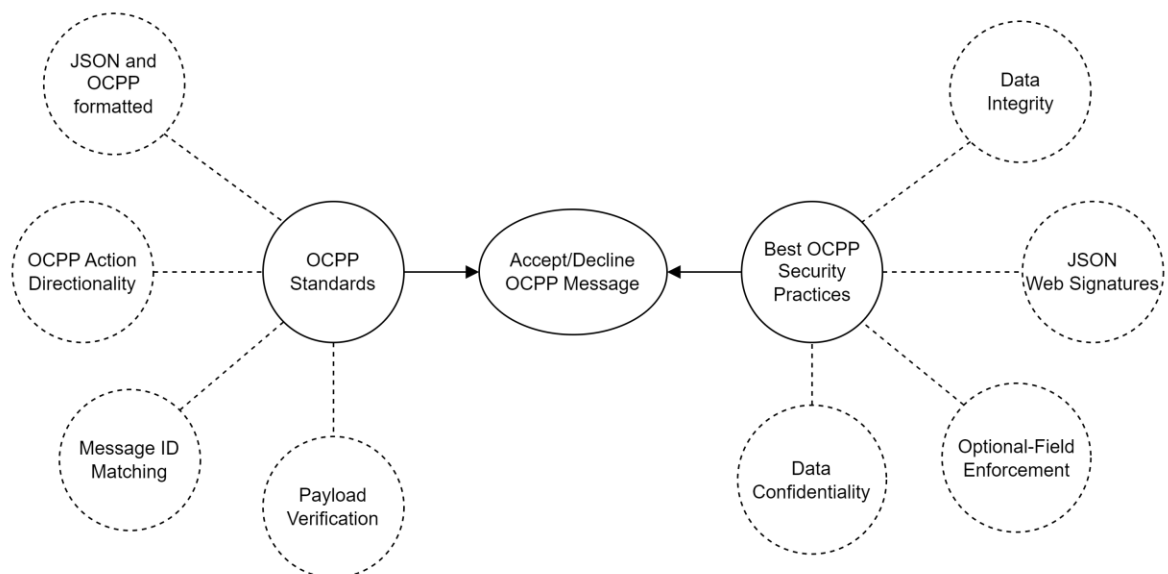 JSON and
OCPP
formatted
Data
Integrity
OCPP Action
Directionality
OCPP
Standards
Accept/Decline
OCPP Message
Best OCPP
Security
Practices
JSON
Web Signatures
Message ID
Matching
Payload
Verification
Data
Confidentiality
Optional-Field
Enforcement